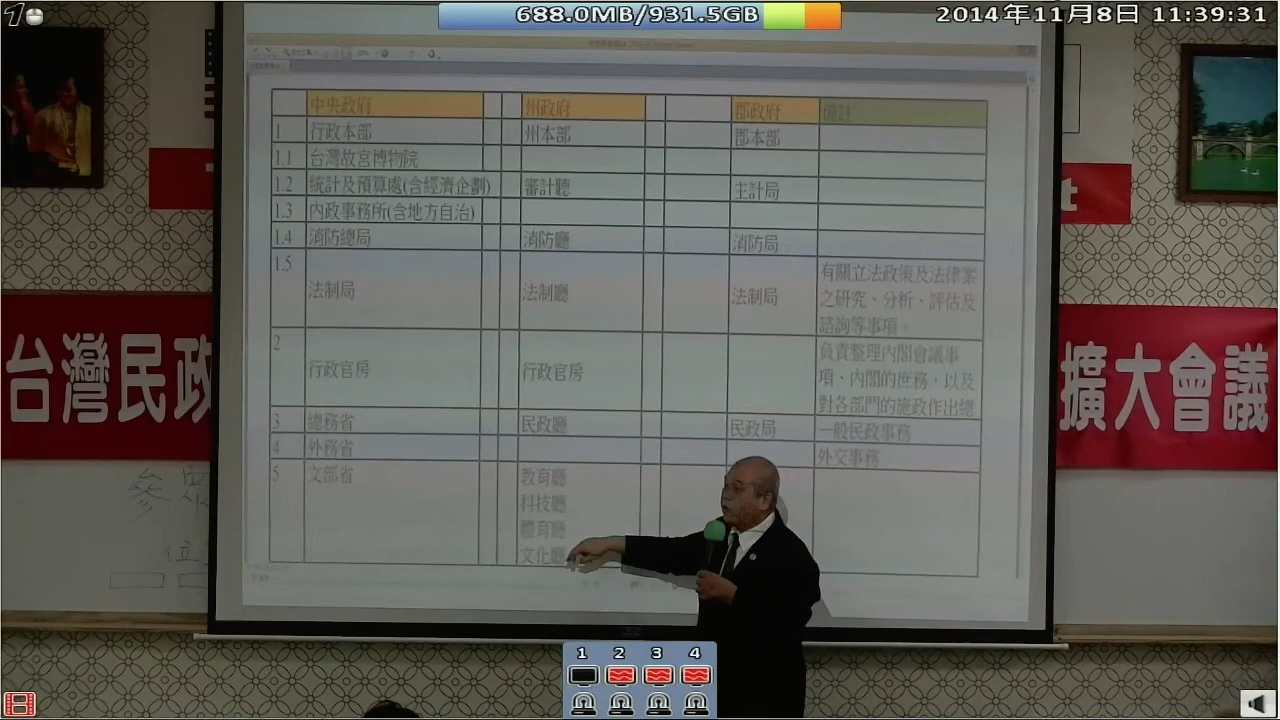 688.0MB/931.5GB
2014年11月8日 11:39:31
中央政府 州政府 郡政府 備註
1 行政本部 州本部 郡本部
1.1 台灣故宮博物院
1.2 統計及預算處(含經濟企劃) 審計聽 主計局
1.3 內政事務所(含地方自治)
1.4 消防總局 消防廳 消防局
1.5 法制局 法制廳 法制局 有關立法政策及法律案
之研究、分析、評估及
諮詢等事項。
2 行政官房 行政官房 負責整理內閣會議事
項、內閣的庶務，以及
對各部門的施政作出總
3 總務省 民政廳 民政局 一般民政事務
4 外務省 外交事務
5 文部省 教育廳
科技廳
體育廳
文化廳
台灣民政
擴大會議
t
參
位
1 2 3 4